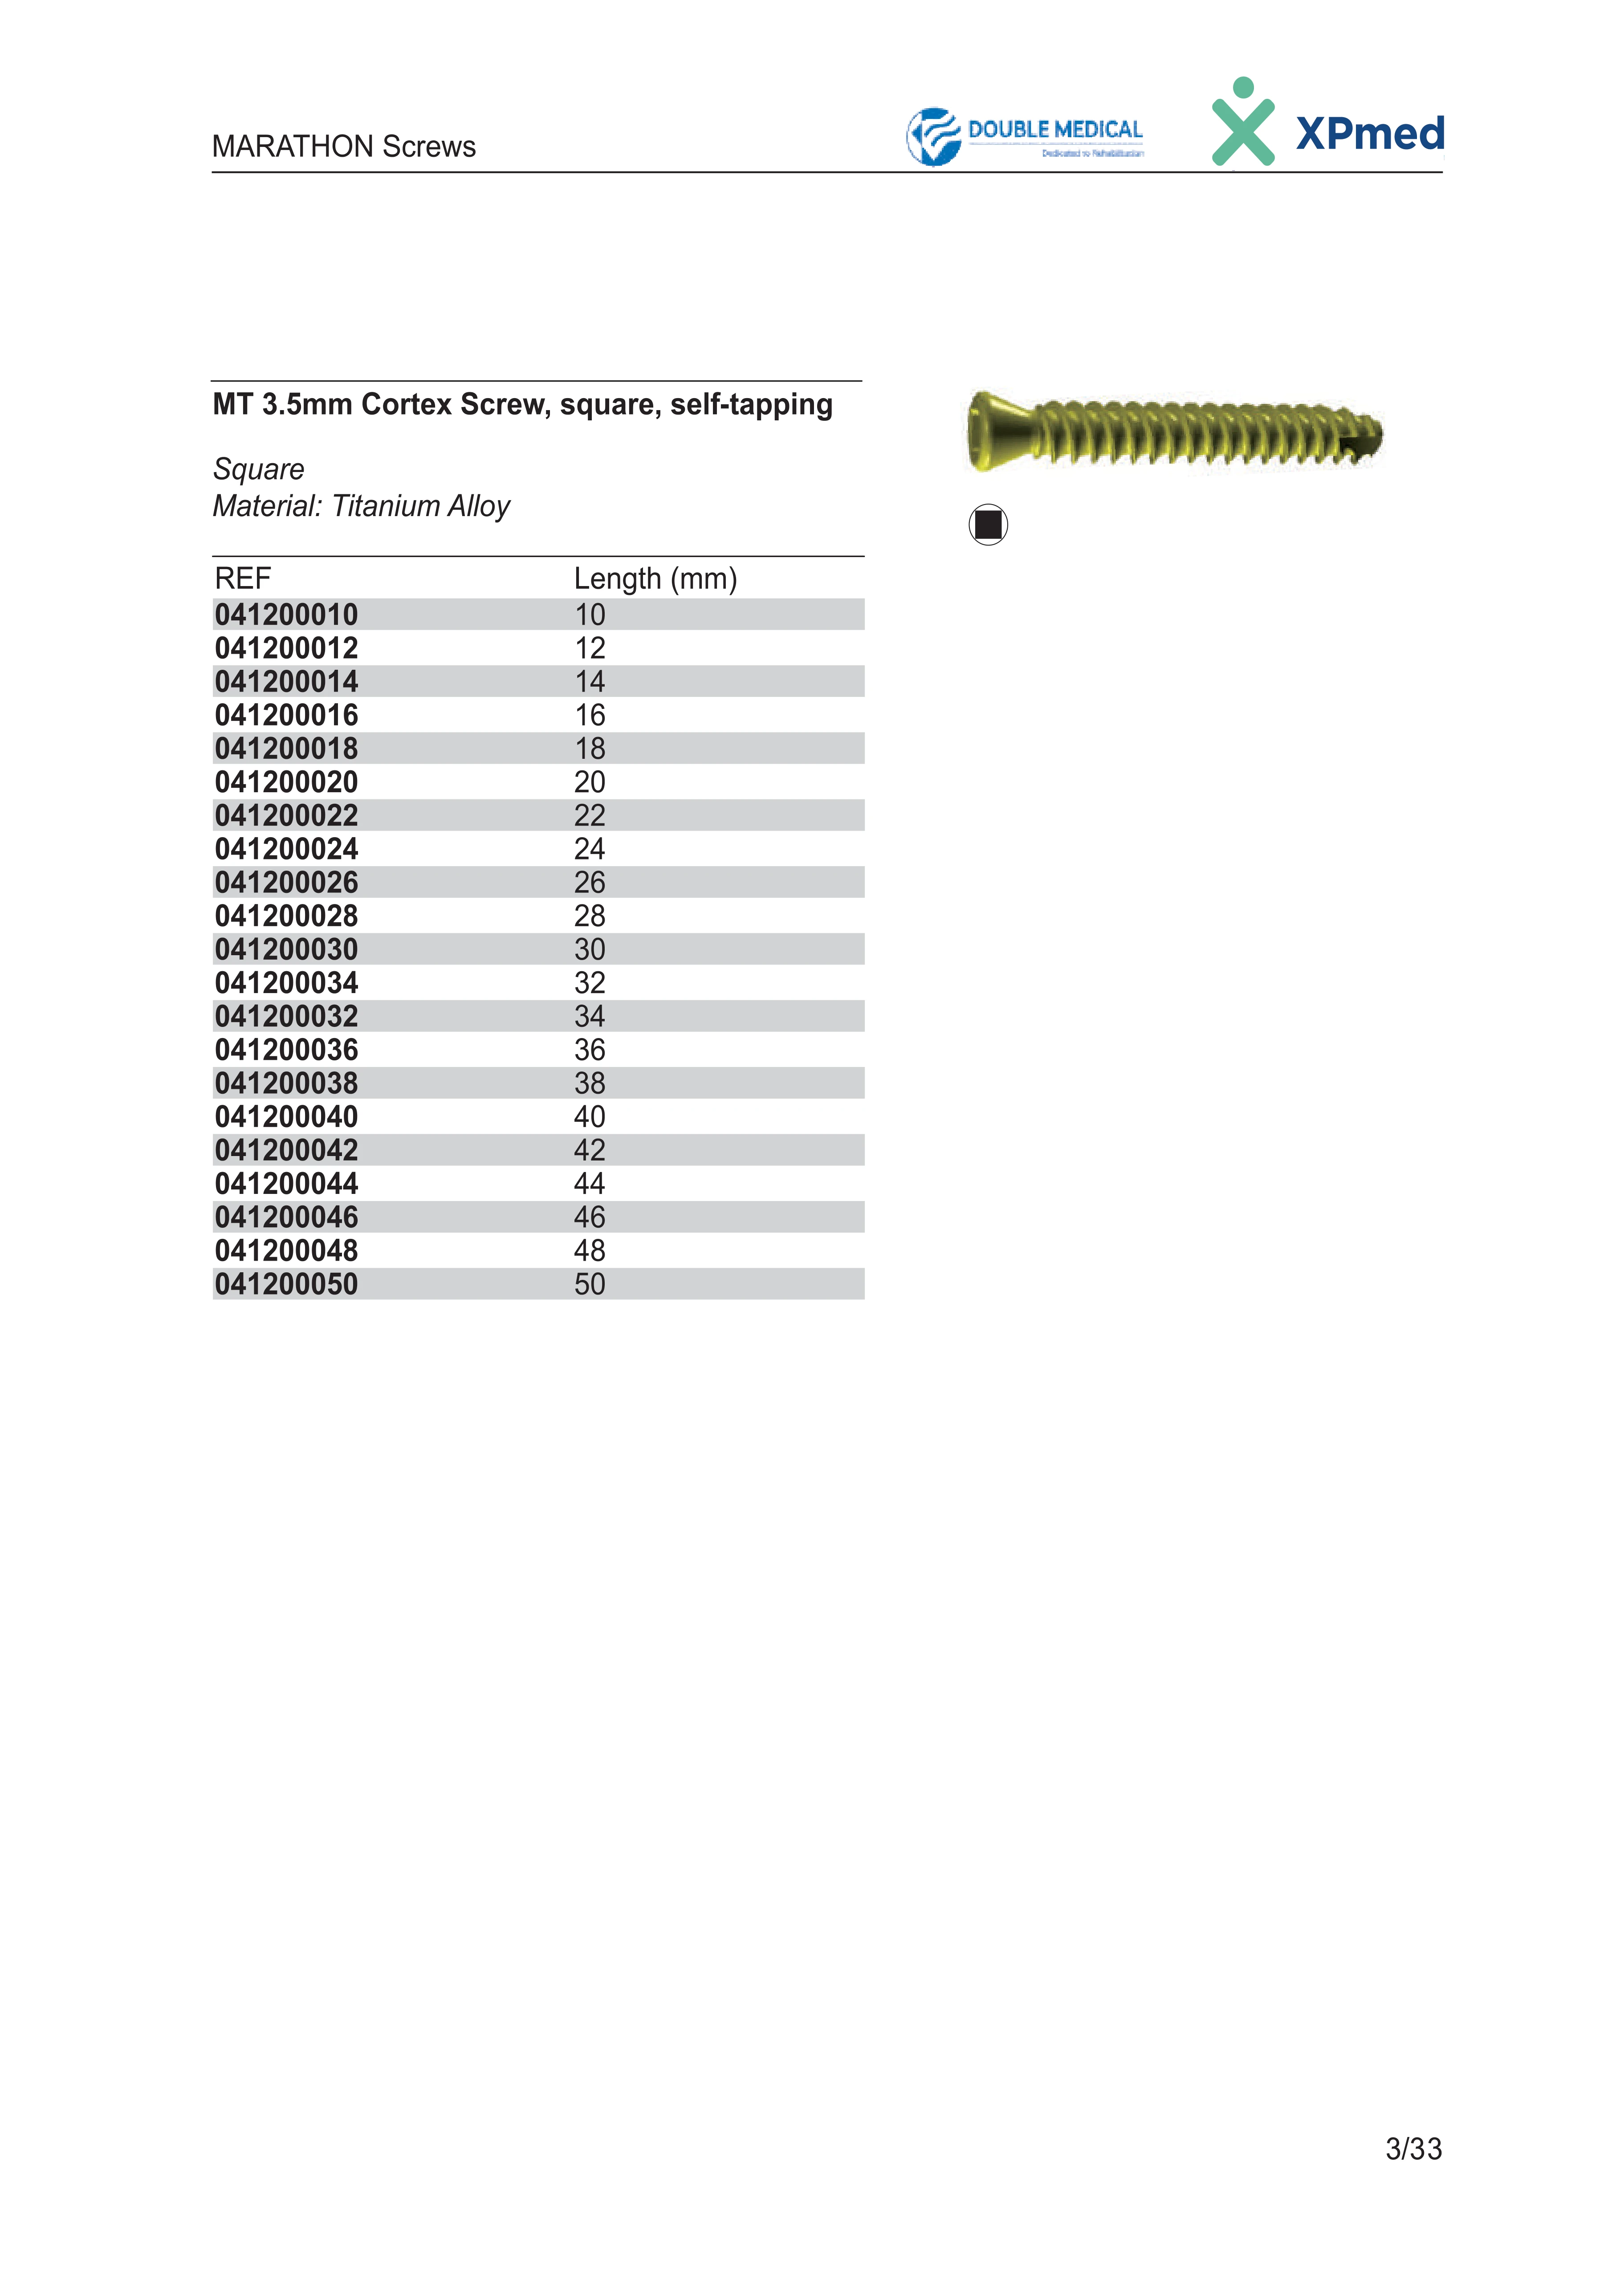 MARATHON Screws
DOUBLE MEDICAL
Dedicated to Rehabilitation
XPmed
MT 3.5mm Cortex Screw, square, self-tapping
Square
Material: Titanium Alloy
REF Length (mm)
041200010 10
041200012 12
041200014 14
041200016 16
041200018 18
041200020 20
041200022 22
041200024 24
041200026 26
041200028 28
041200030 30
041200034 32
041200032 34
041200036 36
041200038 38
041200040 40
041200042 42
041200044 44
041200046 46
041200048 48
041200050 50
3/33